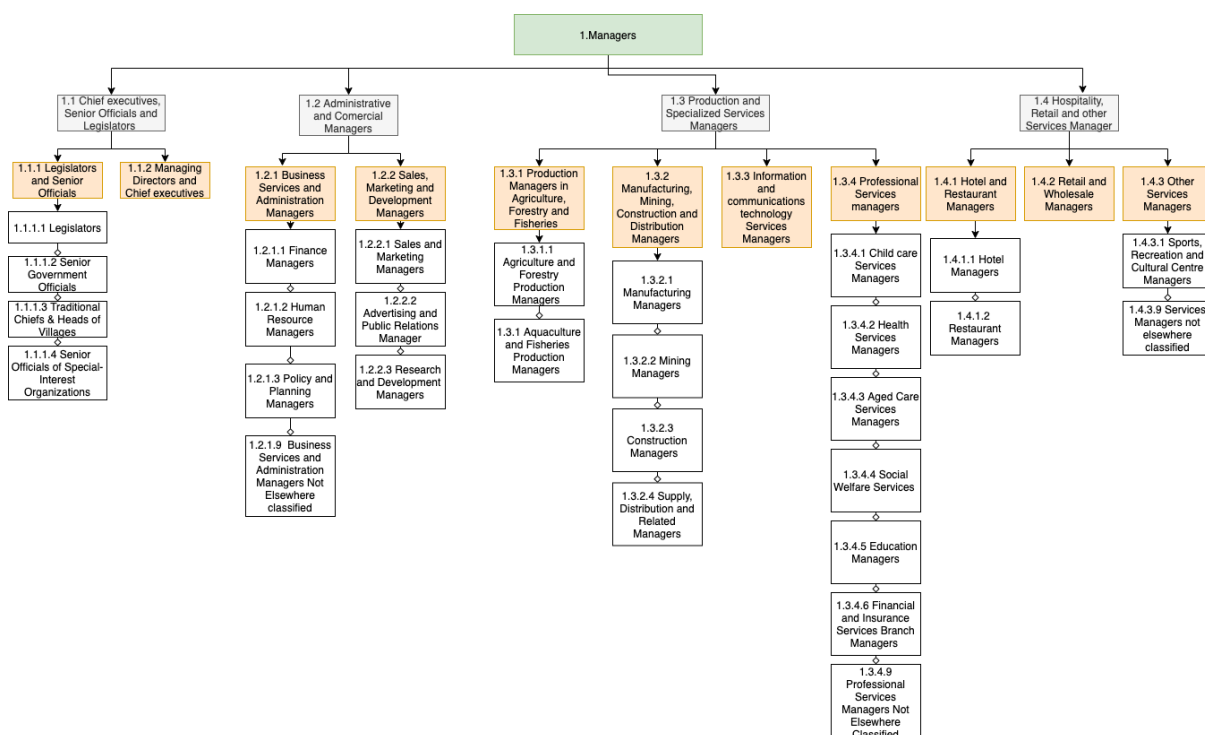 1.Managers
1.1 Chief executives,
Senior Officials and
Legislators
1.2 Administrative
and Comercial
Managers
1.3 Production and
Specialized Services
Managers
1.4 Hospitality,
Retail and other
Services Manager
1.1.1 Legislators
and Senior
Officials
1.1.2 Managing
Directors and
Chief executives
1.2.1 Business
Services and
Administration
Managers
1.2.2 Sales,
Marketing and
Development
Managers
1.3.1 Production
Managers in
Agriculture,
Forestry and
Fisheries
1.3.2
Manufacturing,
Mining,
Construction and
Distribution
Managers
1.3.3 Information
and
communications
technology
Services
Managers
1.3.4 Professional
Services
managers
1.4.1 Hotel and
Restaurant
Managers
1.4.2 Retail and
Wholesale Managers
1.4.3 Other
Services
Managers
1.1.1.1 Legislators
1.1.1.2 Senior
Government
Officials
1.1.1.3 Traditional
Chiefs & Heads of
Villages
1.1.1.4 Senior
Officials of Special-
Interest
Organizations
1.2.1.1 Finance
Managers
1.2.1.2 Human
Resource
Managers
1.2.1.3 Policy and
Planning
Managers
1.2.1.9 Business
Services and
Administration
Managers Not
Elsewhere
classified
1.2.2.1 Sales and
Marketing
Managers
1.2.2.2
Advertising and
Public Relations
Manager
1.2.2.3 Research
and Development
Managers
1.3.1.1
Agriculture and
Forestry
Production
Managers
1.3.1 Aquaculture
and Fisheries
Production
Managers
1.3.2.1
Manufacturing
Managers
1.3.2.2 Mining
Managers
1.3.2.3
Construction
Managers
1.3.2.4 Supply,
Distribution and
Related
Managers
1.3.4.1 Child care
Services
Managers
1.3.4.2 Health
Services
Managers
1.3.4.3 Aged Care
Services
Managers
1.3.4.4 Social
Welfare Services
1.3.4.5 Education
Managers
1.3.4.6 Financial
and Insurance
Services Branch
Managers
1.3.4.9
Professional
Services
Managers Not
Elsewhere
Classified
1.4.1.1 Hotel
Managers
1.4.1.2
Restaurant
Managers
1.4.3.1 Sports,
Recreation and
Cultural Centre
Managers
1.4.3.9 Services
Managers not
elsewhere
classified